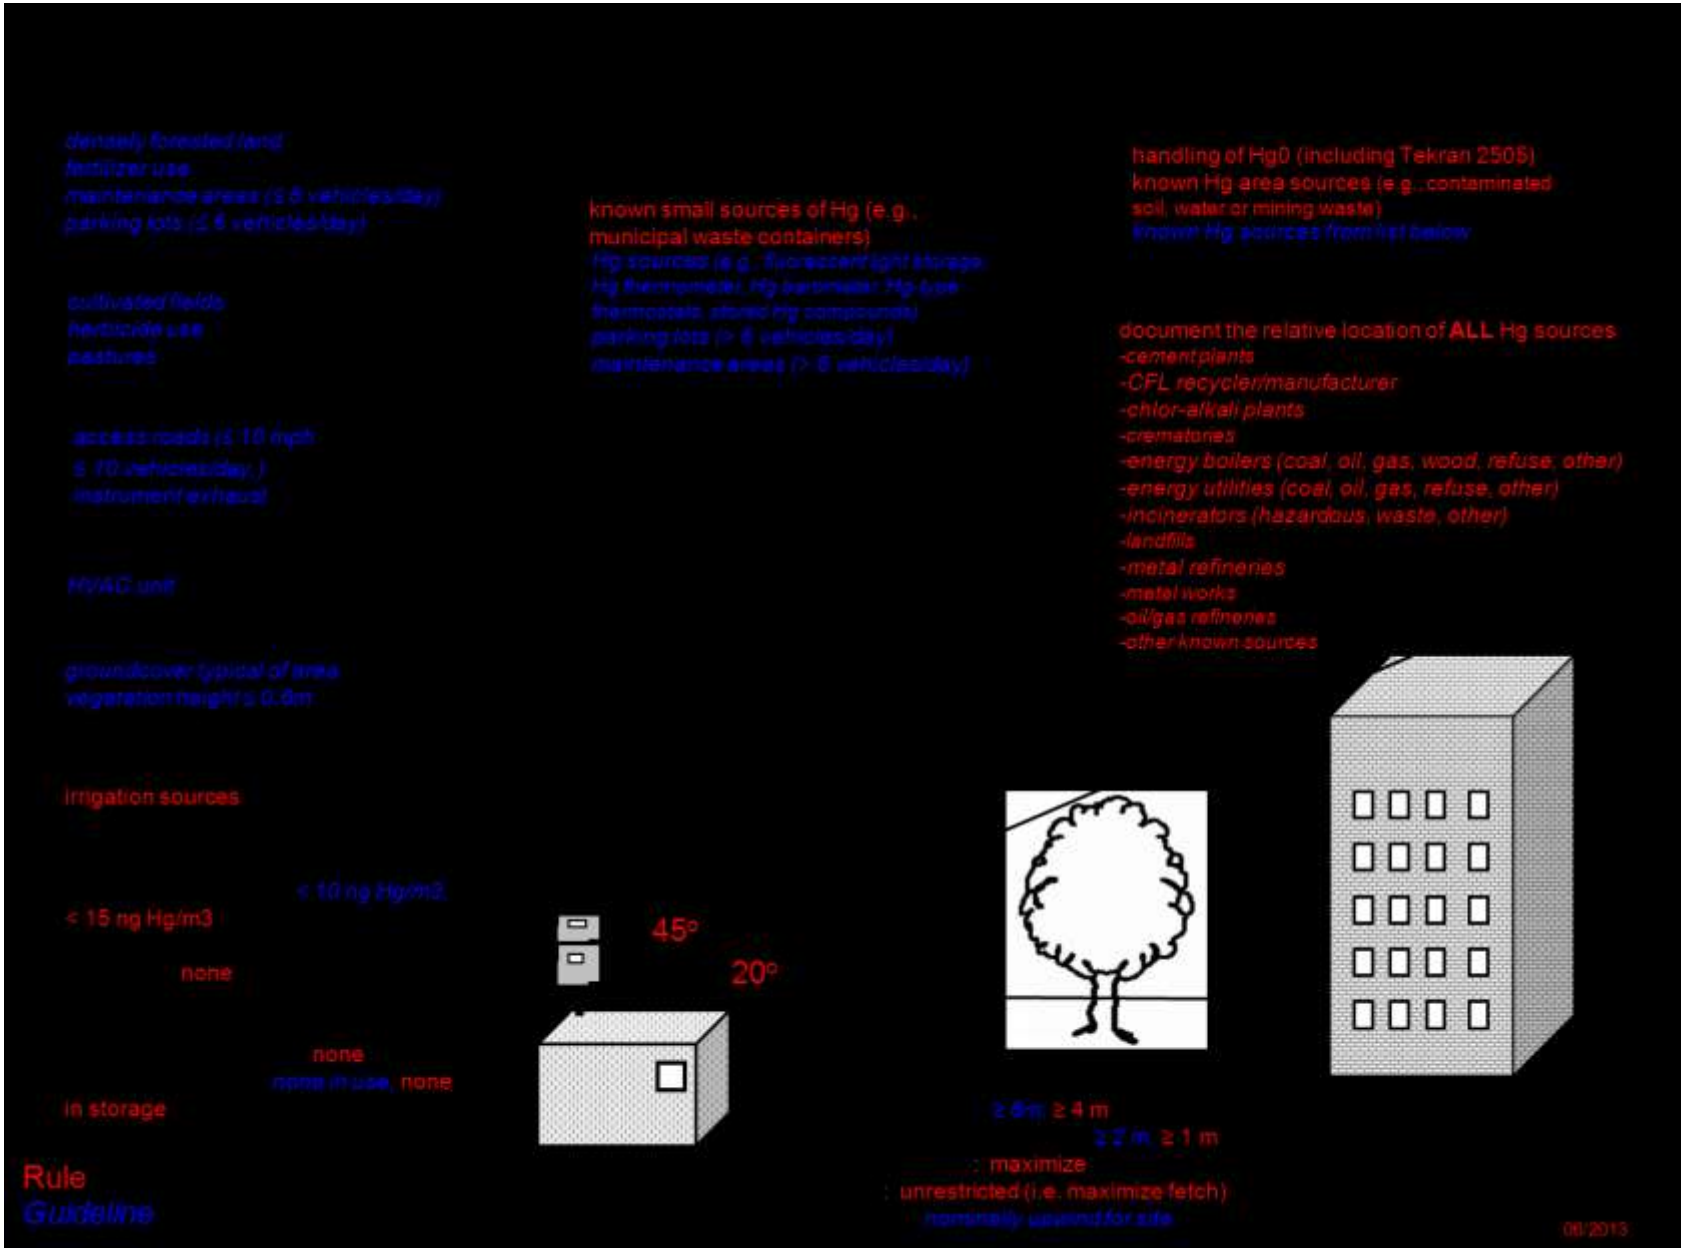 densely forested land
fertilizer use
maintenance areas (≤ 6 vehicles/day)
parking lots (≤ 6 vehicles/day)
cultivated fields
herbicide use
pastures
access roads (≤ 10 mph
≤ 10 vehicles/day,)
instrument exhaust
HVAC unit
groundcover typical of area
vegetation height ≤ 0.6m
irrigation sources
< 10 ng Hg/m3,
< 15 ng Hg/m3
none
none
none in use, none
in storage
Rule
Guideline
known small sources of Hg (e.g.,
municipal waste containers)
Hg sources (e.g., fluorescent light storage,
Hg thermometer, Hg barometer, Hg-type
thermostats, stored Hg compounds)
parking lots (> 6 vehicles/day)
maintenance areas (> 6 vehicles/day)
45°
20°
handling of Hg0 (including Tekran 2505)
known Hg area sources (e.g., contaminated
soil, water or mining waste)
known Hg sources from list below
document the relative location of ALL Hg sources
-cement plants
-CFL recycler/manufacturer
-chlor-alkali plants
-crematories
-energy boilers (coal, oil, gas, wood, refuse, other)
-energy utilities (coal, oil, gas, refuse, other)
-incinerators (hazardous, waste, other)
-landfills
-metal refineries
-metal works
-oil/gas refineries
-other known sources
≥ 5 m, ≥ 4 m
≥ 2 m, ≥ 1 m
: maximize
: unrestricted (i.e. maximize fetch)
nominally upwind for site
06/2013